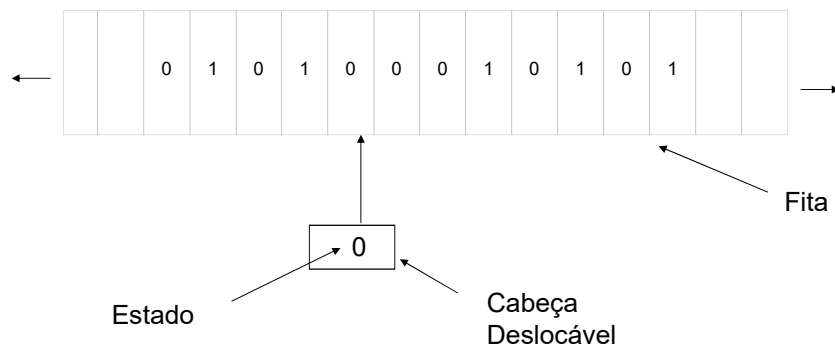 0 1 0 1 0 0 0 1 0 1 0 1
Fita
0
Estado
Cabeça
Deslocável